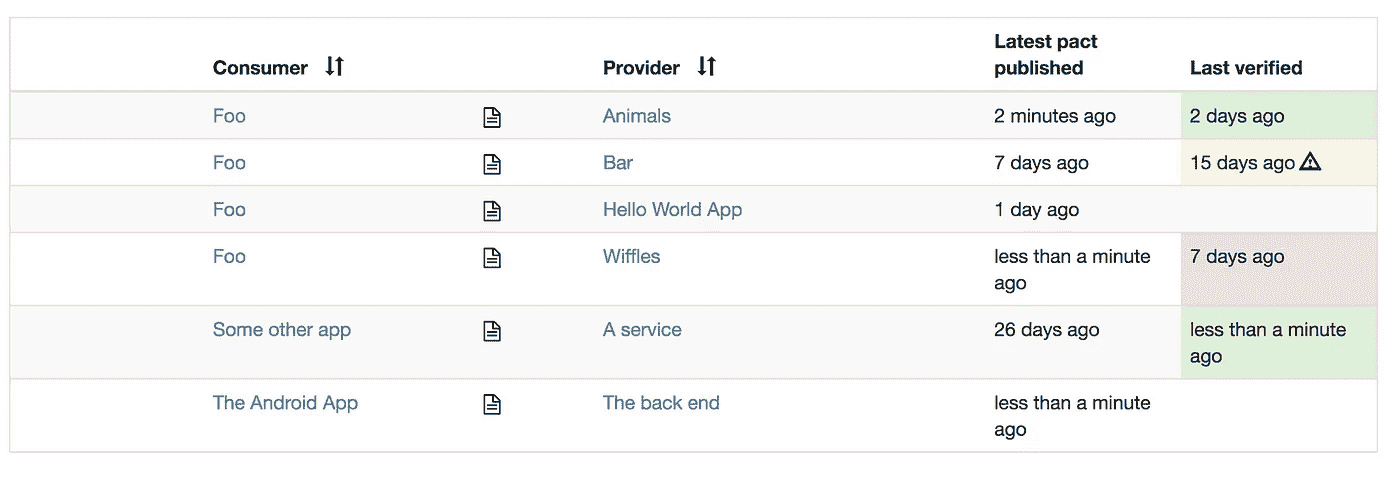 Latest pact
Consumer Provider published Last verified
Foo Animals 2 minutes ago 2 days ago
Foo Bar 7 days ago 15 days ago
Foo Hello World App 1 day ago
Foo Wiffles less than a minute 7 days ago
ago
Some other app A service 26 days ago less than a minute
ago
The Android App The back end less than a minute
ago